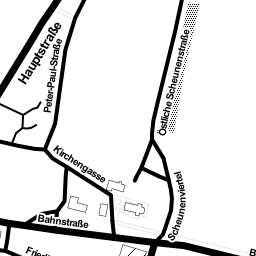 Hauptstraße
Peter-Paul-Straße
Östliche Scheunenstraße
Kirchengasse
Scheunenviertel
Bahnstraße